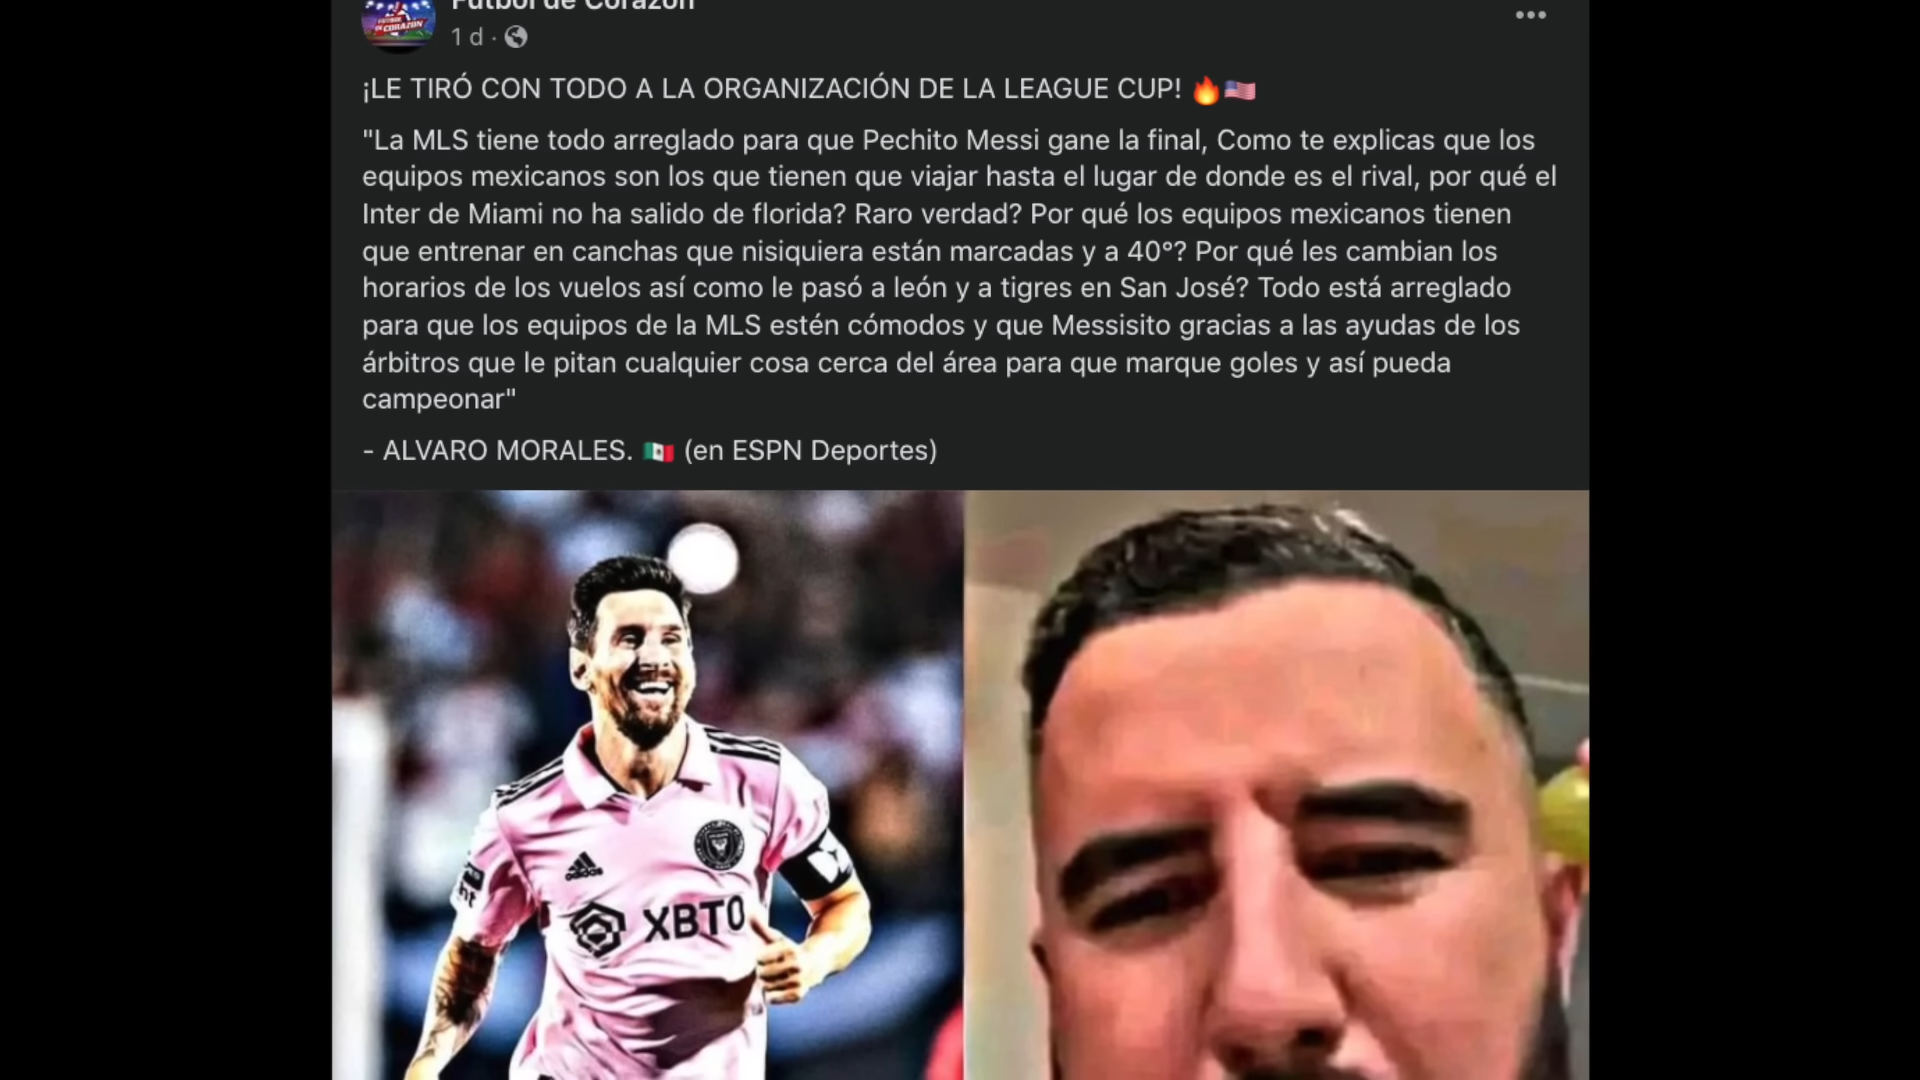 Futbol de Corazón
1 d ·
¡LE TIRÓ CON TODO A LA ORGANIZACIÓN DE LA LEAGUE CUP! 🔥🇺🇸
"La MLS tiene todo arreglado para que Pechito Messi gane la final, Como te explicas que los
equipos mexicanos son los que tienen que viajar hasta el lugar de donde es el rival, por qué el
Inter de Miami no ha salido de florida? Raro verdad? Por qué los equipos mexicanos tienen
que entrenar en canchas que nisiquiera están marcadas y a 40°? Por qué les cambian los
horarios de los vuelos así como le pasó a león y a tigres en San José? Todo está arreglado
para que los equipos de la MLS estén cómodos y que Messisito gracias a las ayudas de los
árbitros que le pitan cualquier cosa cerca del área para que marque goles y así pueda
campeonar"
- ALVARO MORALES. 🇲🇽 (en ESPN Deportes)
adidas
XBTO